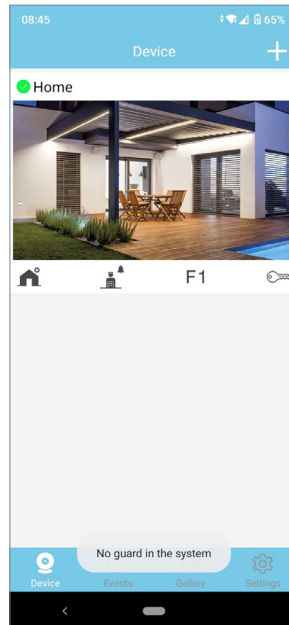 08:45
65%
Device
Home
F1
No guard in the system
Device
Events
Gallery
Settings